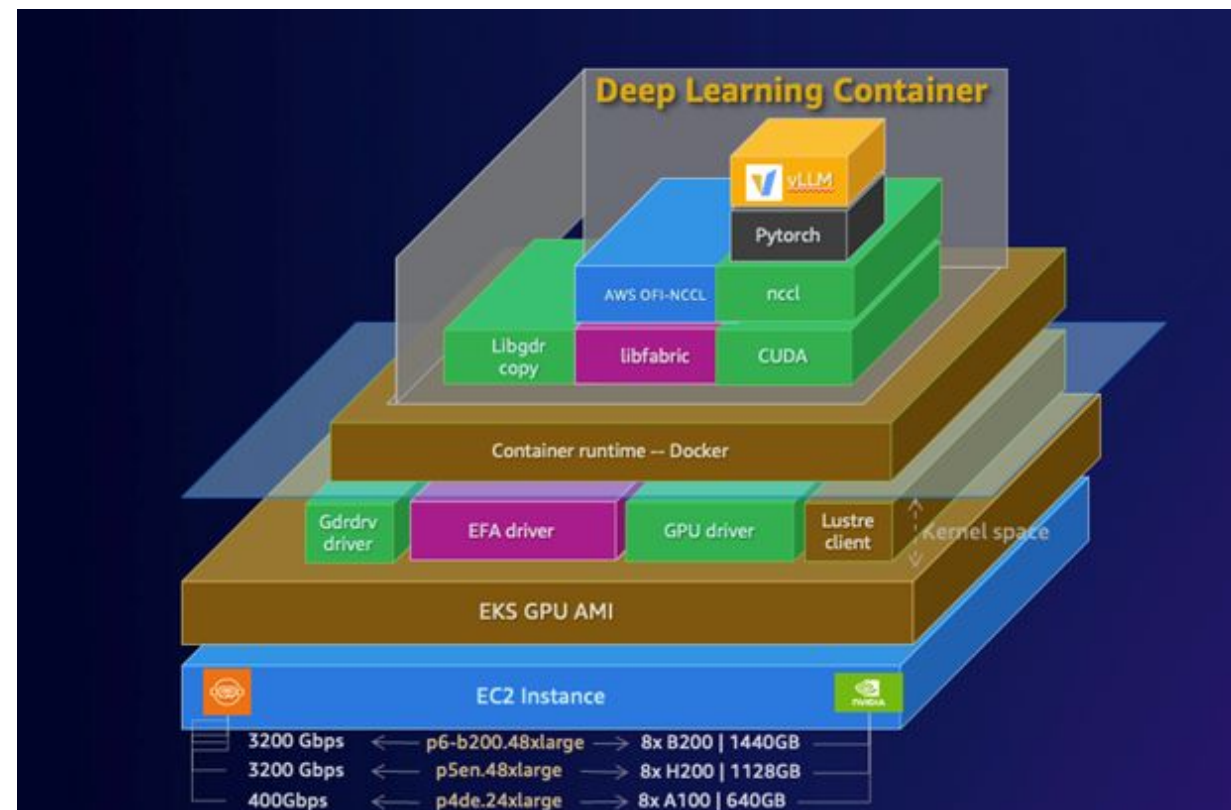 Deep Learning Container
vLLM
Pytorch
AWS OFI-NCCL
nccl
Libgdr
copy
libfabric
CUDA
Container runtime -- Docker
Gdrdrv
driver
EFA driver
GPU driver
Lustre
client
Kernel space
EKS GPU AMI
EC2 Instance
NVIDIA
3200 Gbps p6-b200.48xlarge 8x B200 | 1440GB
3200 Gbps p5en.48xlarge 8x H200 | 1128GB
400Gbps p4de.24xlarge 8x A100 | 640GB